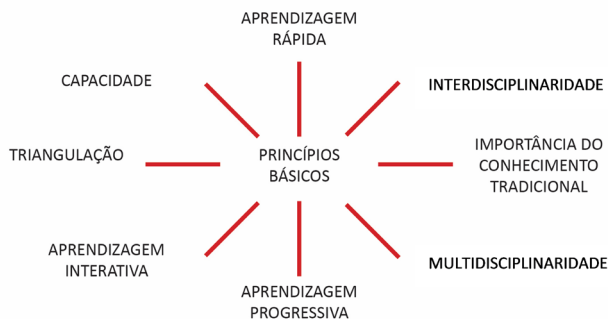 APRENDIZAGEM
RÁPIDA
CAPACIDADE
INTERDISCIPLINARIDADE
TRIANGULAÇÃO
PRINCÍPIOS
BÁSICOS
IMPORTÂNCIA DO
CONHECIMENTO
TRADICIONAL
APRENDIZAGEM
INTERATIVA
MULTIDISCIPLINARIDADE
APRENDIZAGEM
PROGRESSIVA